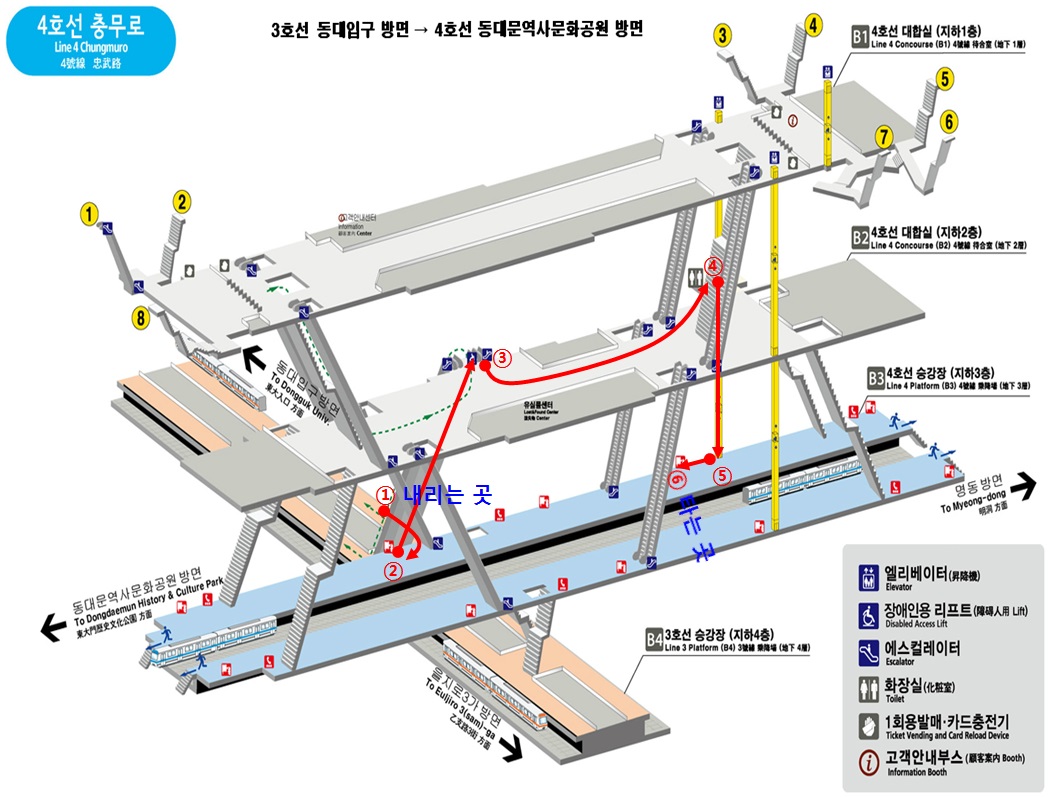 4호선 충무로
Line 4 Chungmuro
4號線 忠武路
3호선 동대입구 방면 → 4호선 동대문역사문화공원 방면
3
4
B1 4호선 대합실 (지하1층)
Line 4 Concourse (B1) 4號線 待合室 (地下 1層)
5
6
7
1
2
고객안내센터
Information
顧客案內 Center
B2 4호선 대합실 (지하2층)
Line 4 Concourse (B2) 4號線 待合室 (地下 2層)
8
④
③
동대입구 방면
To Dongguk Univ.
東大入口 方面
유실물센터
Lost&Found Center
遺失物 Center
B3 4호선 승강장 (지하3층)
Line 4 Platform (B3) 4號線 乘降場 (地下 3層)
① 내리는 곳
②
⑤
⑥ 타는 곳
명동 방면
To Myeong-dong
明洞 方面
동대문역사문화공원 방면
To Dongdaemun History & Culture Park
東大門歷史文化公園 方面
B4 3호선 승강장 (지하4층)
Line 3 Platform (B4) 3號線 乘降場 (地下 4層)
을지로3가 방면
To Euljiro 3(sam)-ga
乙支路3街 方面
엘리베이터(昇降機)
Elevator
장애인용 리프트(障碍人用 Lift)
Disabled Access Lift
에스컬레이터
Escalator
화장실(化粧室)
Toilet
1회용발매·카드충전기
Ticket Vending and Card Reload Device
고객안내부스 (顧客案內 Booth)
Information Booth